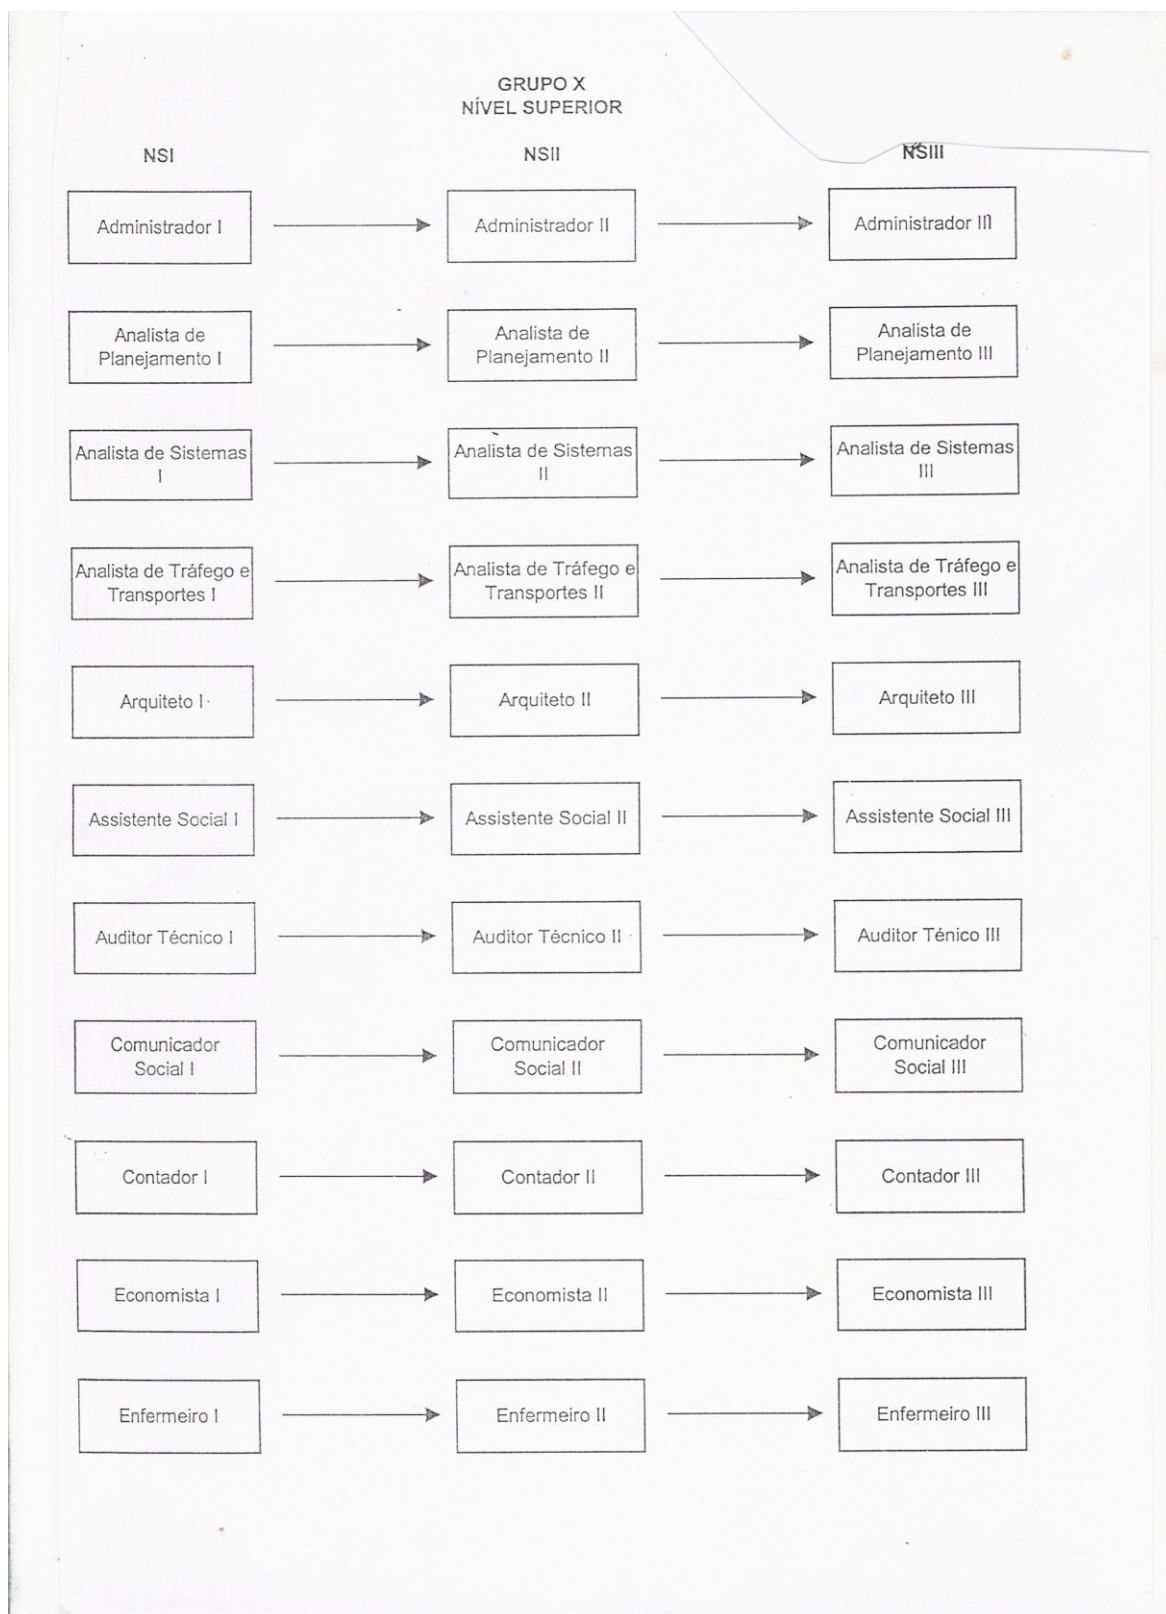 GRUPO X
NÍVEL SUPERIOR
NSI
NSII
NSIII
Administrador I
Administrador II
Administrador III
Analista de
Planejamento I
Analista de
Planejamento II
Analista de
Planejamento III
Analista de Sistemas
I
Analista de Sistemas
II
Analista de Sistemas
III
Analista de Tráfego e
Transportes I
Analista de Tráfego e
Transportes II
Analista de Tráfego e
Transportes III
Arquiteto I
Arquiteto II
Arquiteto III
Assistente Social I
Assistente Social II
Assistente Social III
Auditor Técnico I
Auditor Técnico II
Auditor Ténico III
Comunicador
Social I
Comunicador
Social II
Comunicador
Social III
Contador I
Contador II
Contador III
Economista I
Economista II
Economista III
Enfermeiro I
Enfermeiro II
Enfermeiro III